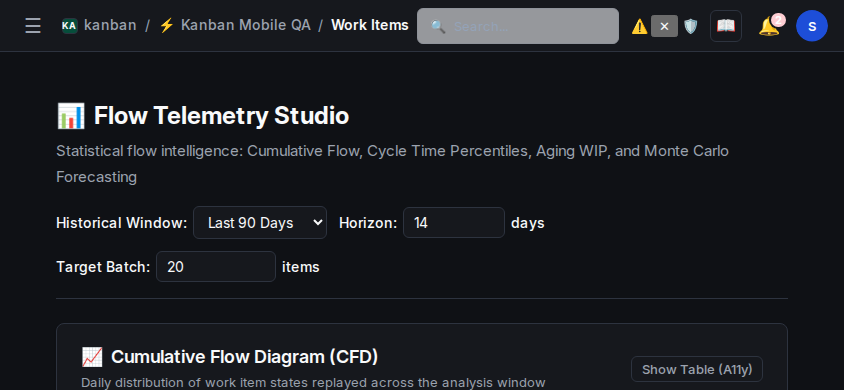 KA kanban / Kanban Mobile QA / Work Items Search... 2 S
Flow Telemetry Studio
Statistical flow intelligence: Cumulative Flow, Cycle Time Percentiles, Aging WIP, and Monte Carlo
Forecasting
Historical Window: Last 90 Days Horizon: 14 days
Target Batch: 20 items
Cumulative Flow Diagram (CFD)
Show Table (A11y)
Daily distribution of work item states replayed across the analysis window